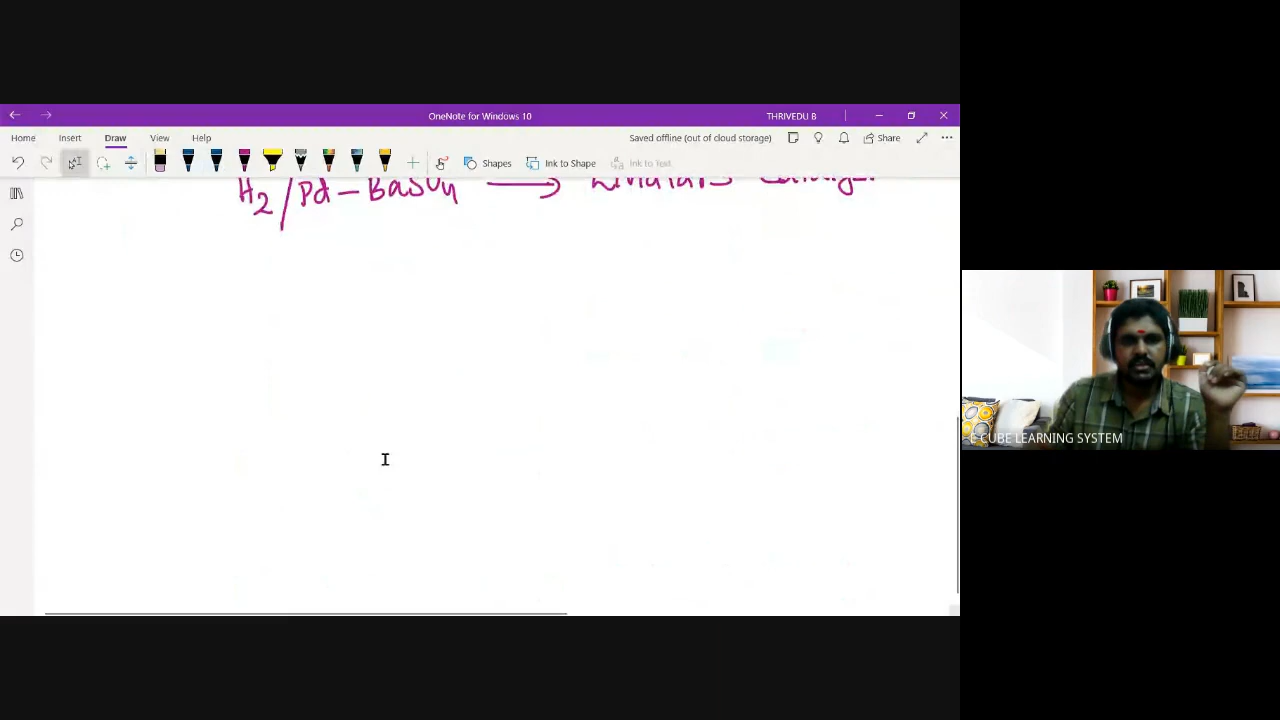 OneNote for Windows 10
THRIVEDU B
Home Insert Draw View Help
Saved offline (out of cloud storage)
Share
Shapes
Ink to Shape
Ink to Text
H2/Pd-BaSO4 →
C CUBE LEARNING SYSTEM